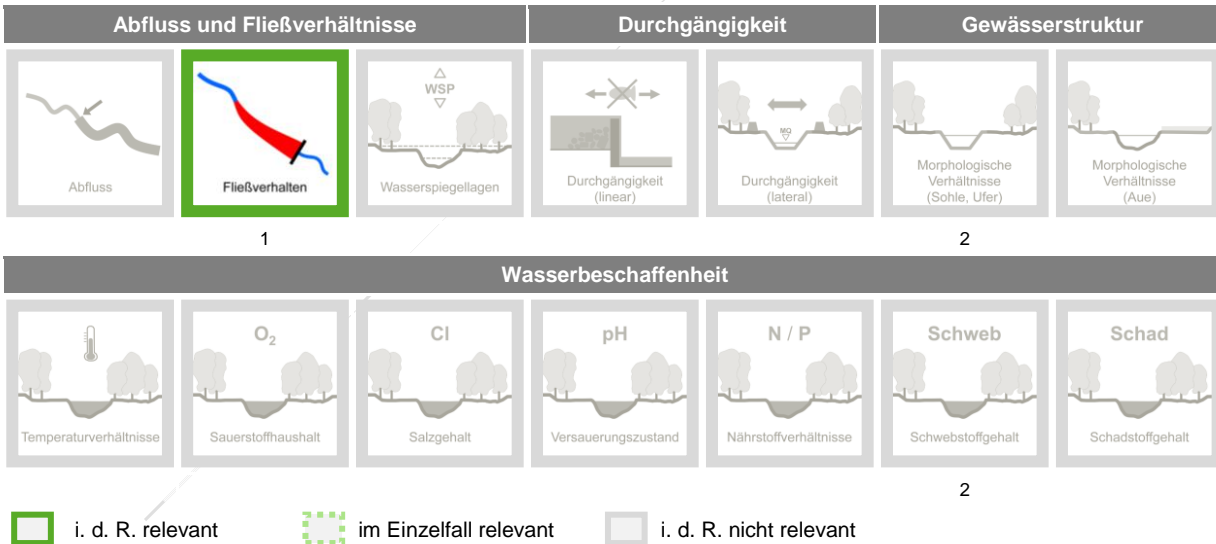 Abfluss und Fließverhältnisse
Durchgängigkeit
Gewässerstruktur
Abfluss
Fließverhalten
WSP
Wasserspiegellagen
Durchgängigkeit
(linear)
MQ
Durchgängigkeit
(lateral)
Morphologische
Verhältnisse
(Sohle, Ufer)
Morphologische
Verhältnisse
(Aue)
1
2
Wasserbeschaffenheit
Temperaturverhältnisse
O₂
Sauerstoffhaushalt
Cl
Salzgehalt
pH
Versauerungszustand
N / P
Nährstoffverhältnisse
Schweb
Schwebstoffgehalt
Schad
Schadstoffgehalt
2
i. d. R. relevant
im Einzelfall relevant
i. d. R. nicht relevant